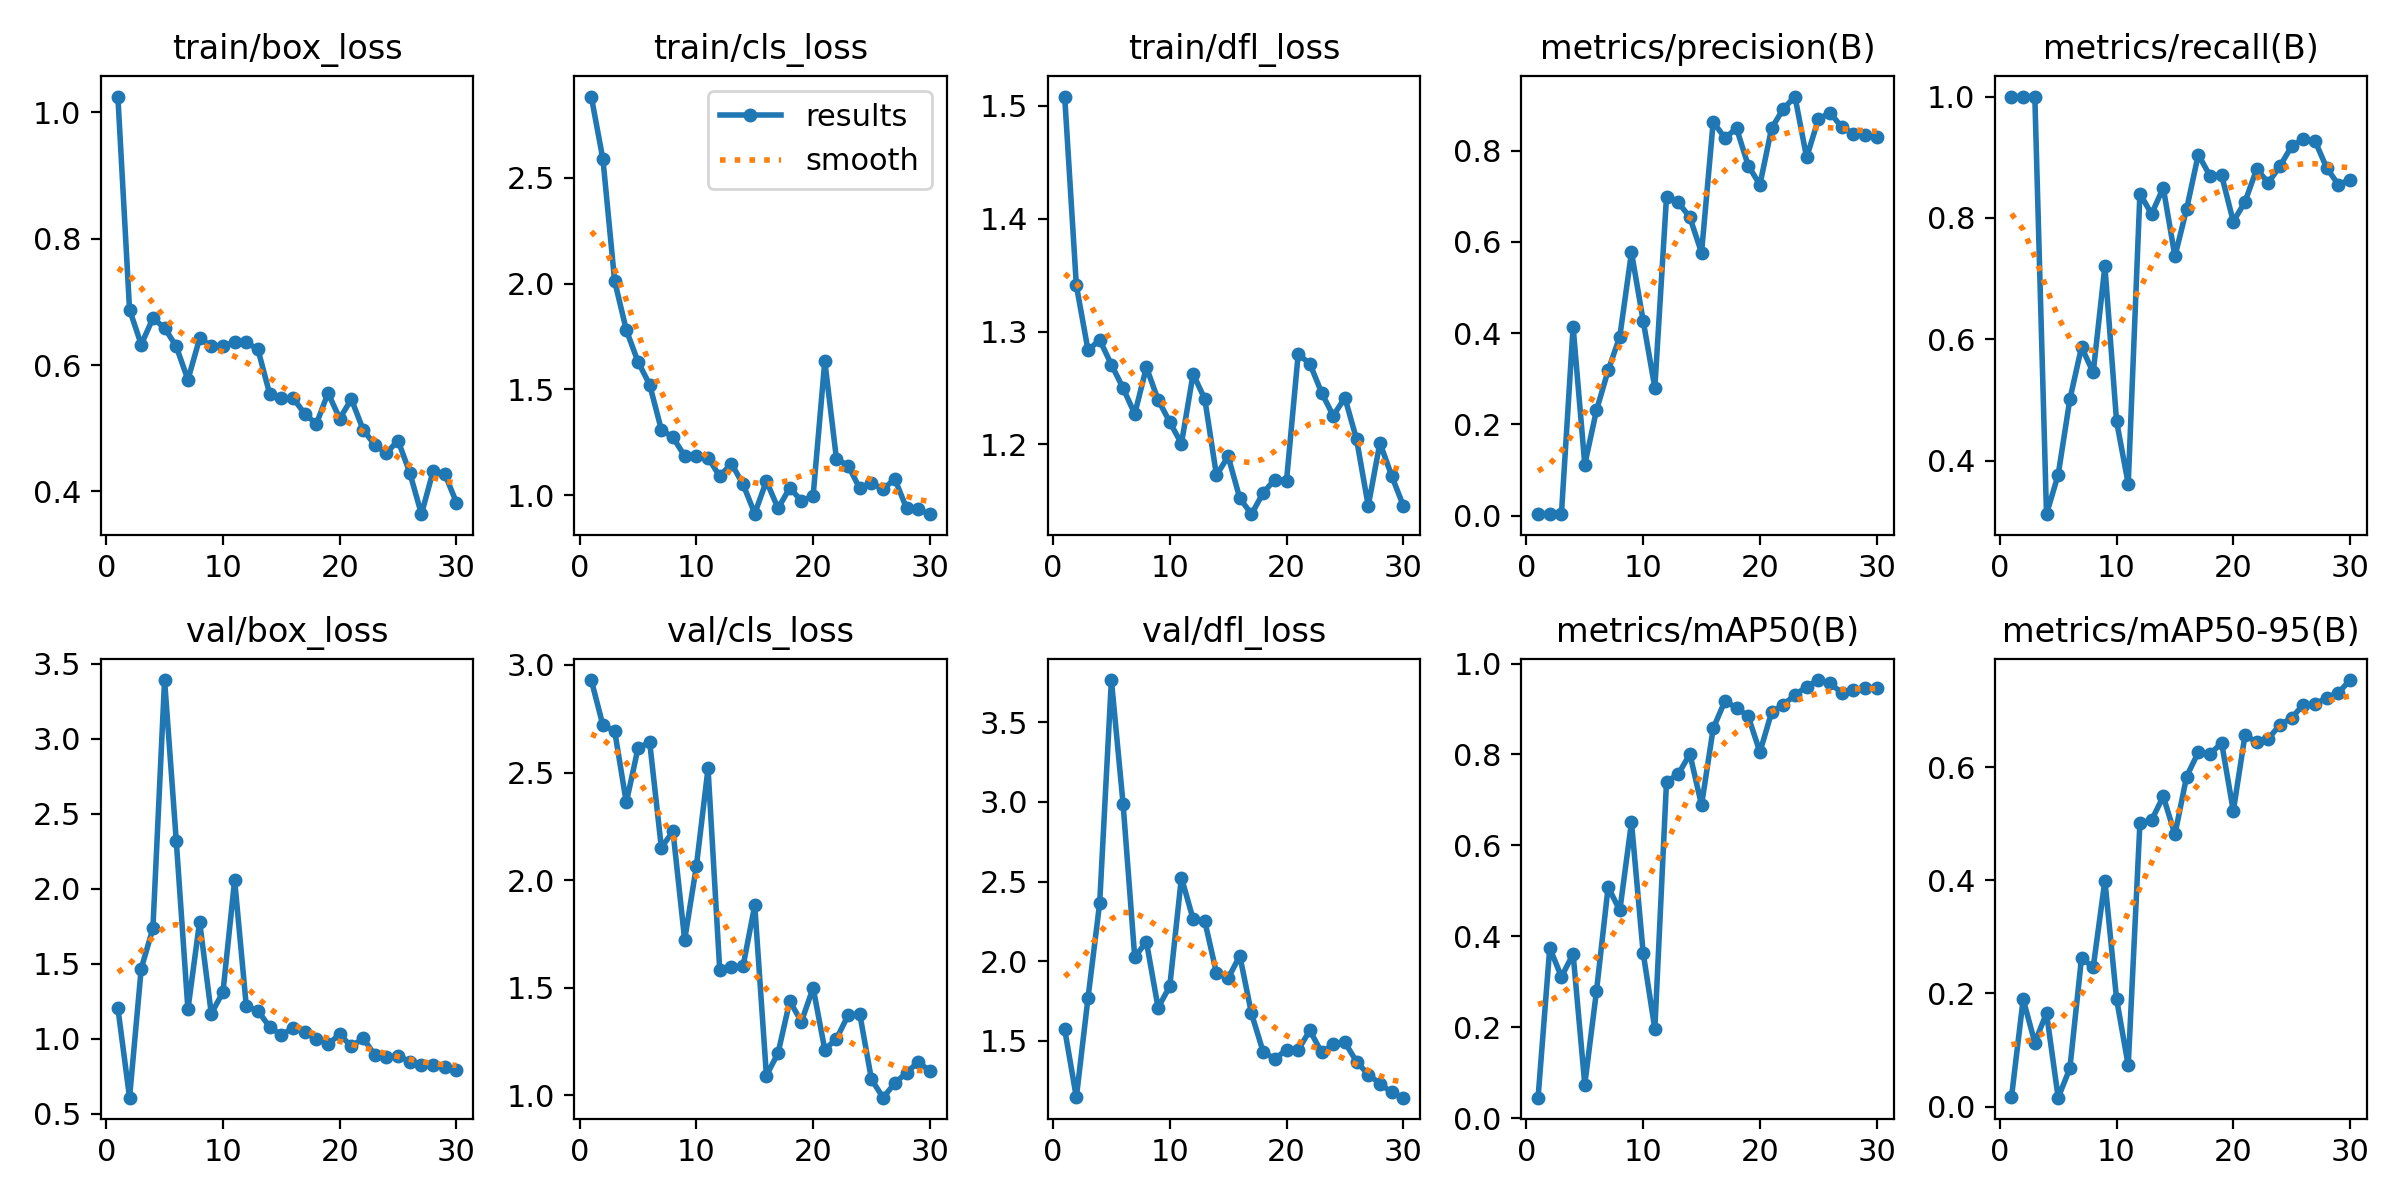 train/box_loss
train/cls_loss
train/dfl_loss
metrics/precision(B)
metrics/recall(B)
1.0
0.8
0.6
0.4
0 10 20 30
results
smooth
2.5
2.0
1.5
1.0
0 10 20 30
1.5
1.4
1.3
1.2
0 10 20 30
0.8
0.6
0.4
0.2
0.0
0 10 20 30
1.0
0.8
0.6
0.4
0 10 20 30
val/box_loss
val/cls_loss
val/dfl_loss
metrics/mAP50(B)
metrics/mAP50-95(B)
3.5
3.0
2.5
2.0
1.5
1.0
0.5
0 10 20 30
3.0
2.5
2.0
1.5
1.0
0 10 20 30
3.5
3.0
2.5
2.0
1.5
0 10 20 30
1.0
0.8
0.6
0.4
0.2
0.0
0 10 20 30
0.6
0.4
0.2
0.0
0 10 20 30